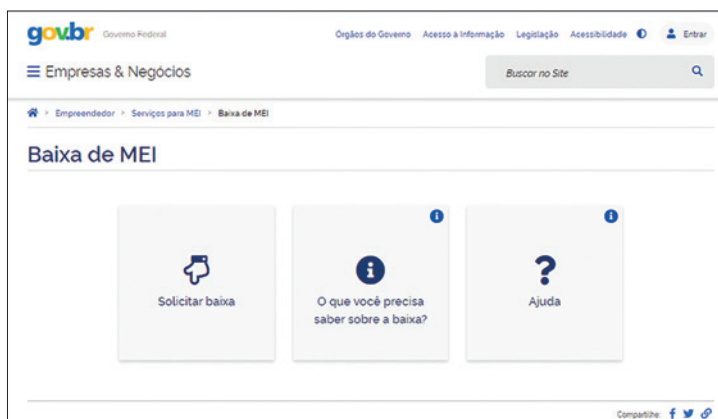 gov.br Governo Federal Órgãos do Governo Acesso à Informação Legislação Acessibilidade Entrar
Empresas & Negócios Buscar no Site
Empreendedor > Serviços para MEI > Baixa de MEI
Baixa de MEI
Solicitar baixa
O que você precisa
saber sobre a baixa?
Ajuda
Compartilhe: